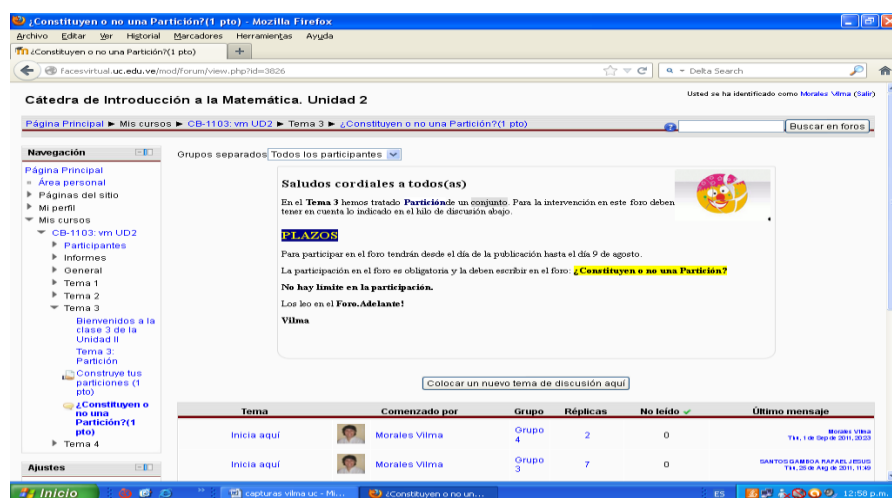 ¿Constituyen o no una Partición?(1 pto) - Mozilla Firefox
Archivo Editar Ver Historial Marcadores Herramientas Ayuda
¿Constituyen o no una Partición?(1 pto)
facesvirtual.uc.edu.ve/mod/forum/view.php?id=3826
Delta Search
Cátedra de Introducción a la Matemática. Unidad 2
Usted se ha identificado como Morales Vilma (Salir)
Página Principal ► Mis cursos ► CB-1103: vm UD2 ► Tema 3 ► ¿Constituyen o no una Partición?(1 pto)
Buscar en foros
Navegación
Página Principal
Área personal
Páginas del sitio
Mi perfil
Mis cursos
CB-1103: vm UD2
Participantes
Informes
General
Tema 1
Tema 2
Tema 3
Bienvenidos a la
clase 3 de la
Unidad II
Tema 3:
Partición
Construye tus
particiones (1
pto)
¿Constituyen o
no una
Partición?(1
pto)
Tema 4
Ajustes
Grupos separados Todos los participantes
Saludos cordiales a todos(as)
En el Tema 3 hemos tratado Particiónde un conjunto. Para la intervención en este foro deben
tener en cuenta lo indicado en el hilo de discusión abajo.
PLAZOS
Para participar en el foro tendrán desde el día de la publicación hasta el día 9 de agosto.
La participación en el foro es obligatoria y la deben escribir en el foro: ¿Constituyen o no una Partición?
No hay límite en la participación.
Los leo en el Foro.Adelante!
Vilma
Colocar un nuevo tema de discusión aquí
Tema Comenzado por Grupo Réplicas No leído Último mensaje
Inicia aquí Morales Vilma Grupo 4 2 0 Morales Vilma
Thu, 1 de Sep de 2011, 20:23
Inicia aquí Morales Vilma Grupo 3 7 0 SANTOS GAMBOA RAFAEL JESUS
Thu, 25 de Aug de 2011, 11:49
Inicio
capturas vilma uc - Mi...
¿Constituyen o no un...
ES
12:58 p.m.